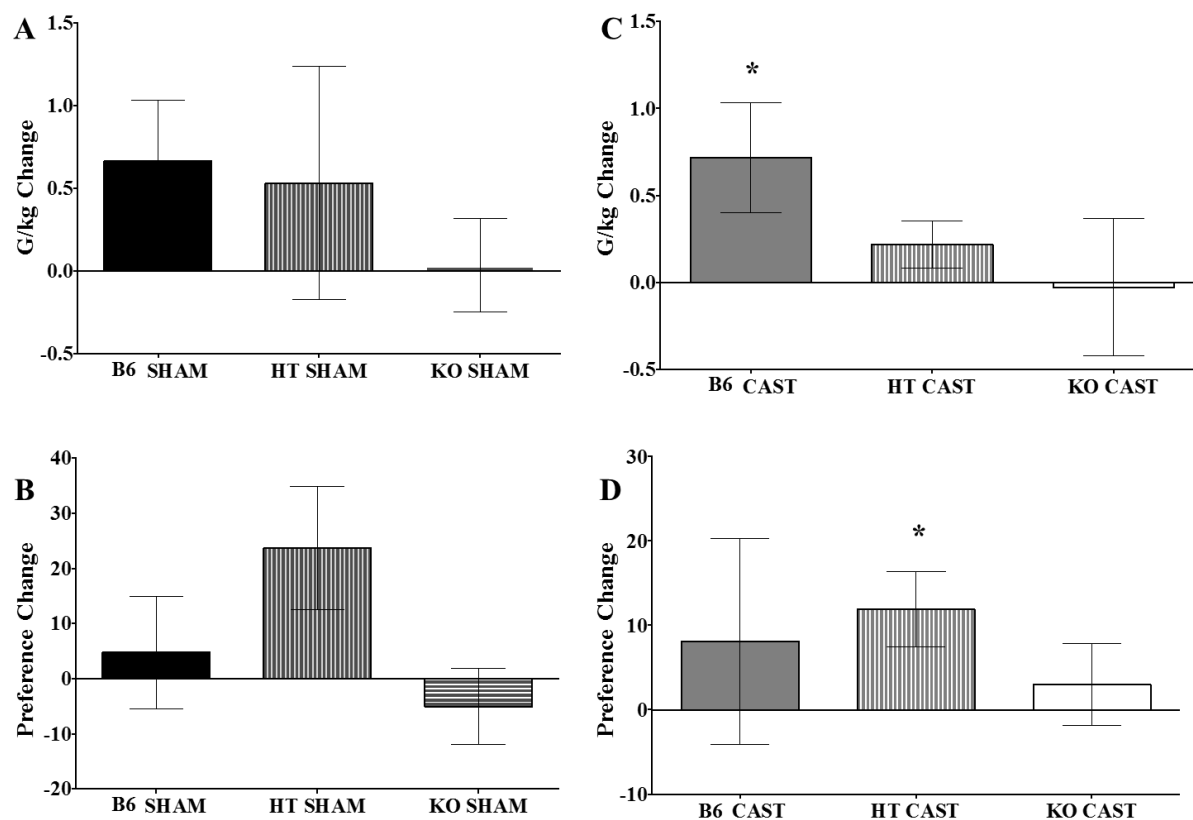 A
G/kg Change
1.5
1.0
0.5
0.0
-0.5
B6 SHAM
HT SHAM
KO SHAM
C
G/kg Change
1.5
1.0
0.5
0.0
-0.5
*
B6 CAST
HT CAST
KO CAST
B
Preference Change
40
30
20
10
0
-10
-20
B6 SHAM
HT SHAM
KO SHAM
D
Preference Change
30
20
10
0
-10
*
B6 CAST
HT CAST
KO CAST